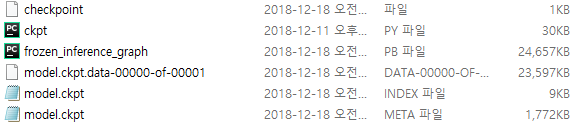 checkpoint 2018-12-18 오전... 파일 1KB
PC ckpt 2018-12-11 오후... PY 파일 30KB
PC frozen_inference_graph 2018-12-18 오전... PB 파일 24,657KB
model.ckpt.data-00000-of-00001 2018-12-18 오전... DATA-00000-OF-... 23,597KB
model.ckpt 2018-12-18 오전... INDEX 파일 9KB
model.ckpt 2018-12-18 오전... META 파일 1,772KB